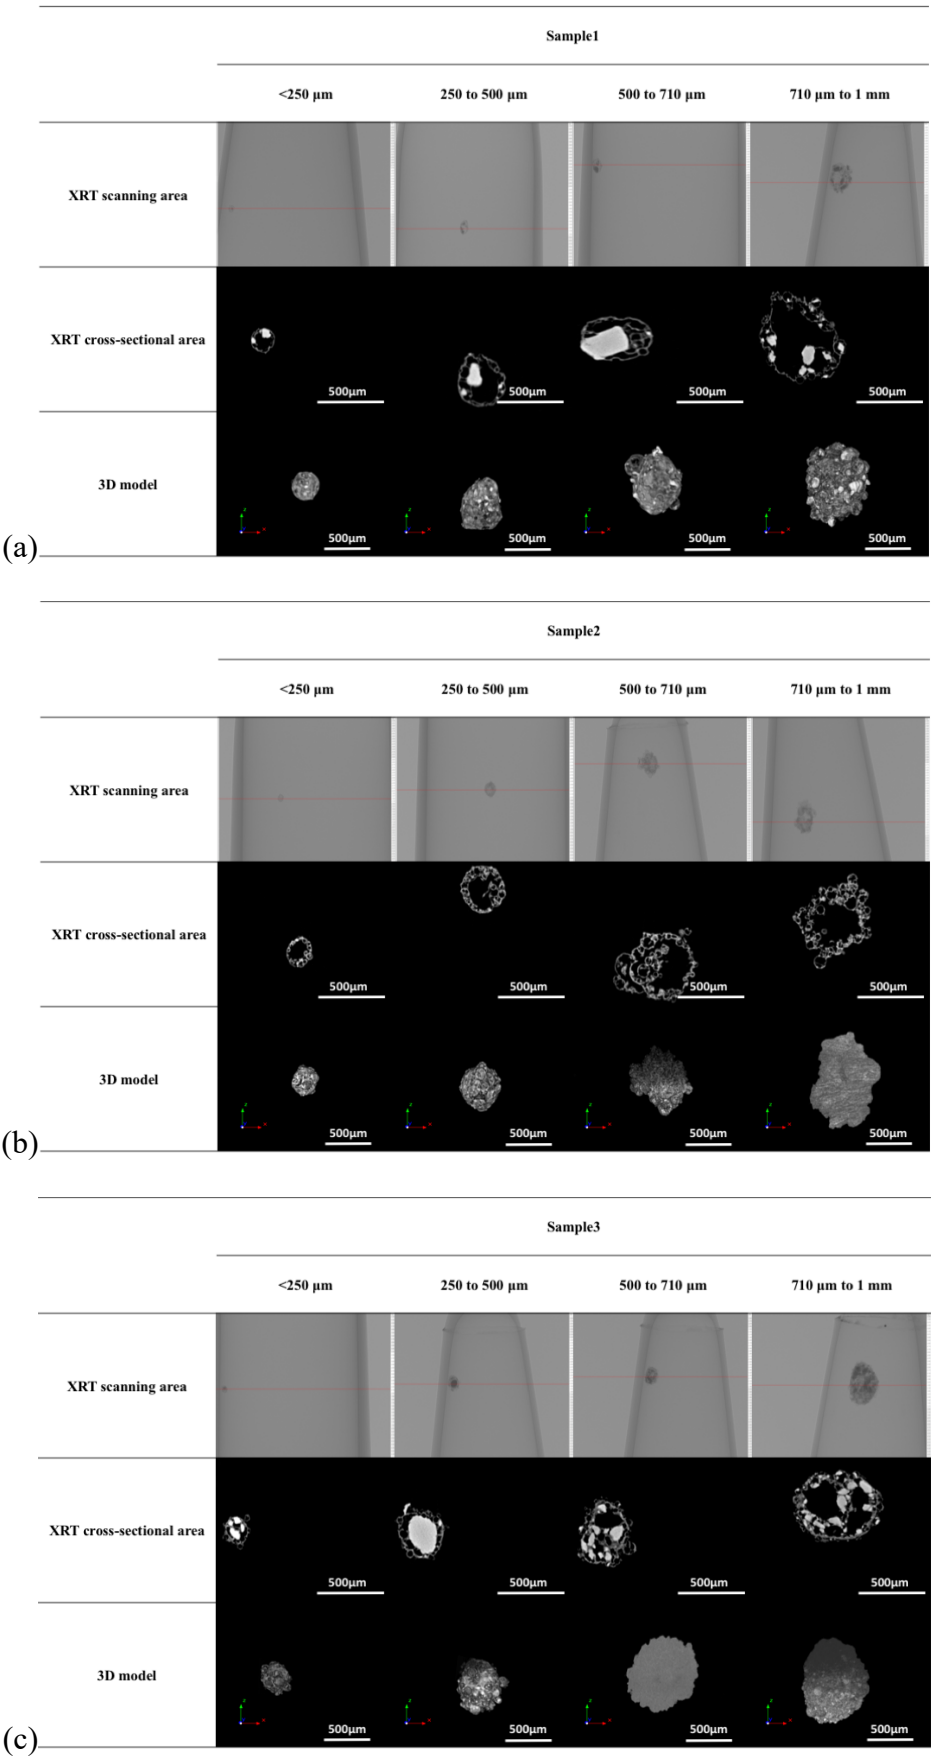 Sample1
<250 μm 250 to 500 μm 500 to 710 μm 710 μm to 1 mm
XRT scanning area
XRT cross-sectional area
500μm 500μm 500μm 500μm
3D model
500μm 500μm 500μm 500μm
(a)
Sample2
<250 μm 250 to 500 μm 500 to 710 μm 710 μm to 1 mm
XRT scanning area
XRT cross-sectional area
500μm 500μm 500μm 500μm
3D model
500μm 500μm 500μm 500μm
(b)
Sample3
<250 μm 250 to 500 μm 500 to 710 μm 710 μm to 1 mm
XRT scanning area
XRT cross-sectional area
500μm 500μm 500μm 500μm
3D model
500μm 500μm 500μm 500μm
(c)